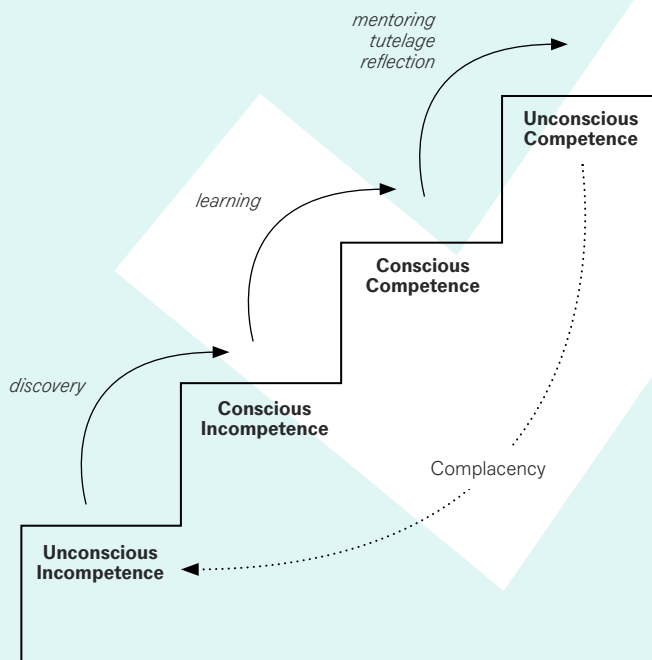 mentoring
tutelage
reflection
Unconscious
Competence
learning
Conscious
Competence
discovery
Conscious
Incompetence
Complacency
Unconscious
Incompetence